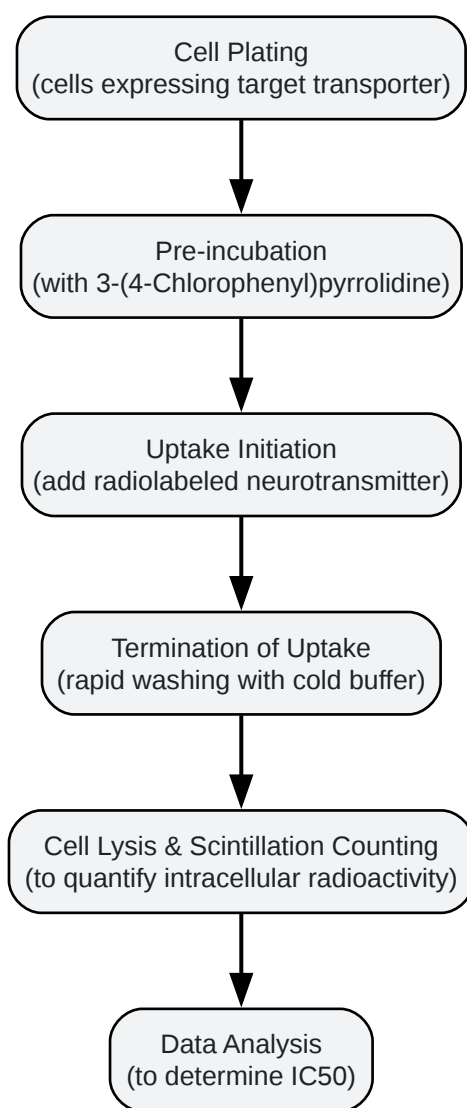 Cell Plating
(cells expressing target transporter)
Pre-incubation
(with 3-(4-Chlorophenyl)pyrrolidine)
Uptake Initiation
(add radiolabeled neurotransmitter)
Termination of Uptake
(rapid washing with cold buffer)
Cell Lysis & Scintillation Counting
(to quantify intracellular radioactivity)
Data Analysis
(to determine IC50)